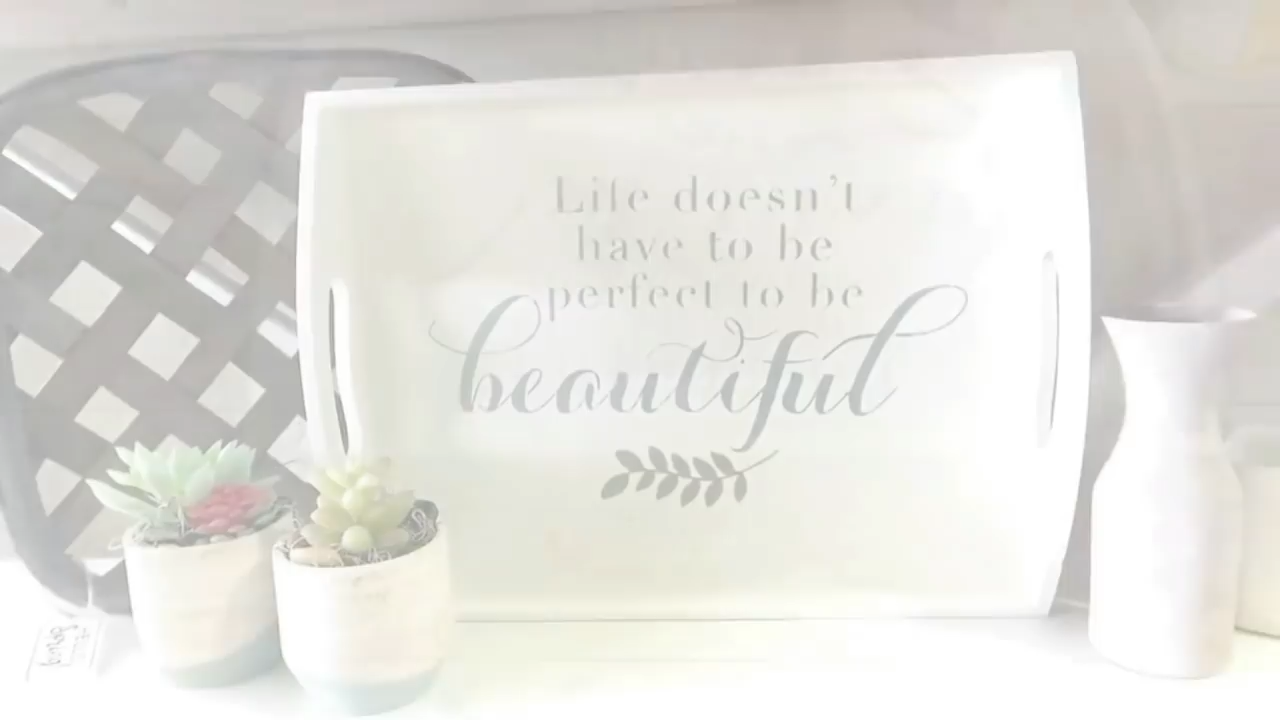 Life doesn't
have to be
perfect to be
beautiful